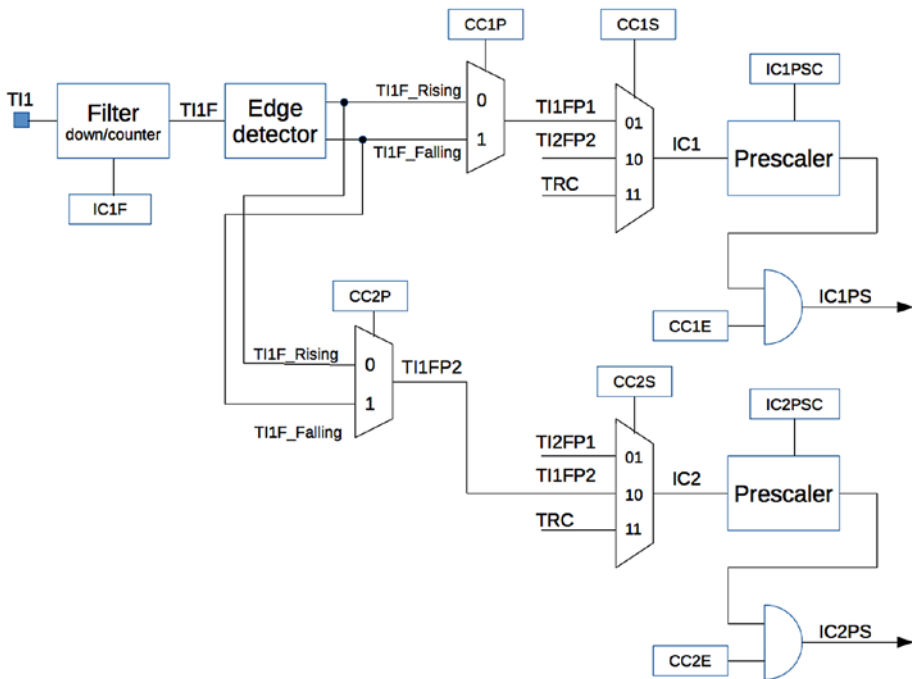 CC1P
CC1S
IC1PSC
TI1
Filter
down/counter
TI1F
Edge
detector
TI1F_Rising
TI1F_Falling
0
1
TI1FP1
TI2FP2
TRC
01
10
11
IC1
Prescaler
IC1F
CC1E
IC1PS
CC2P
TI1F_Rising
TI1F_Falling
0
1
TI1FP2
CC2S
IC2PSC
TI2FP1
TI1FP2
TRC
01
10
11
IC2
Prescaler
CC2E
IC2PS